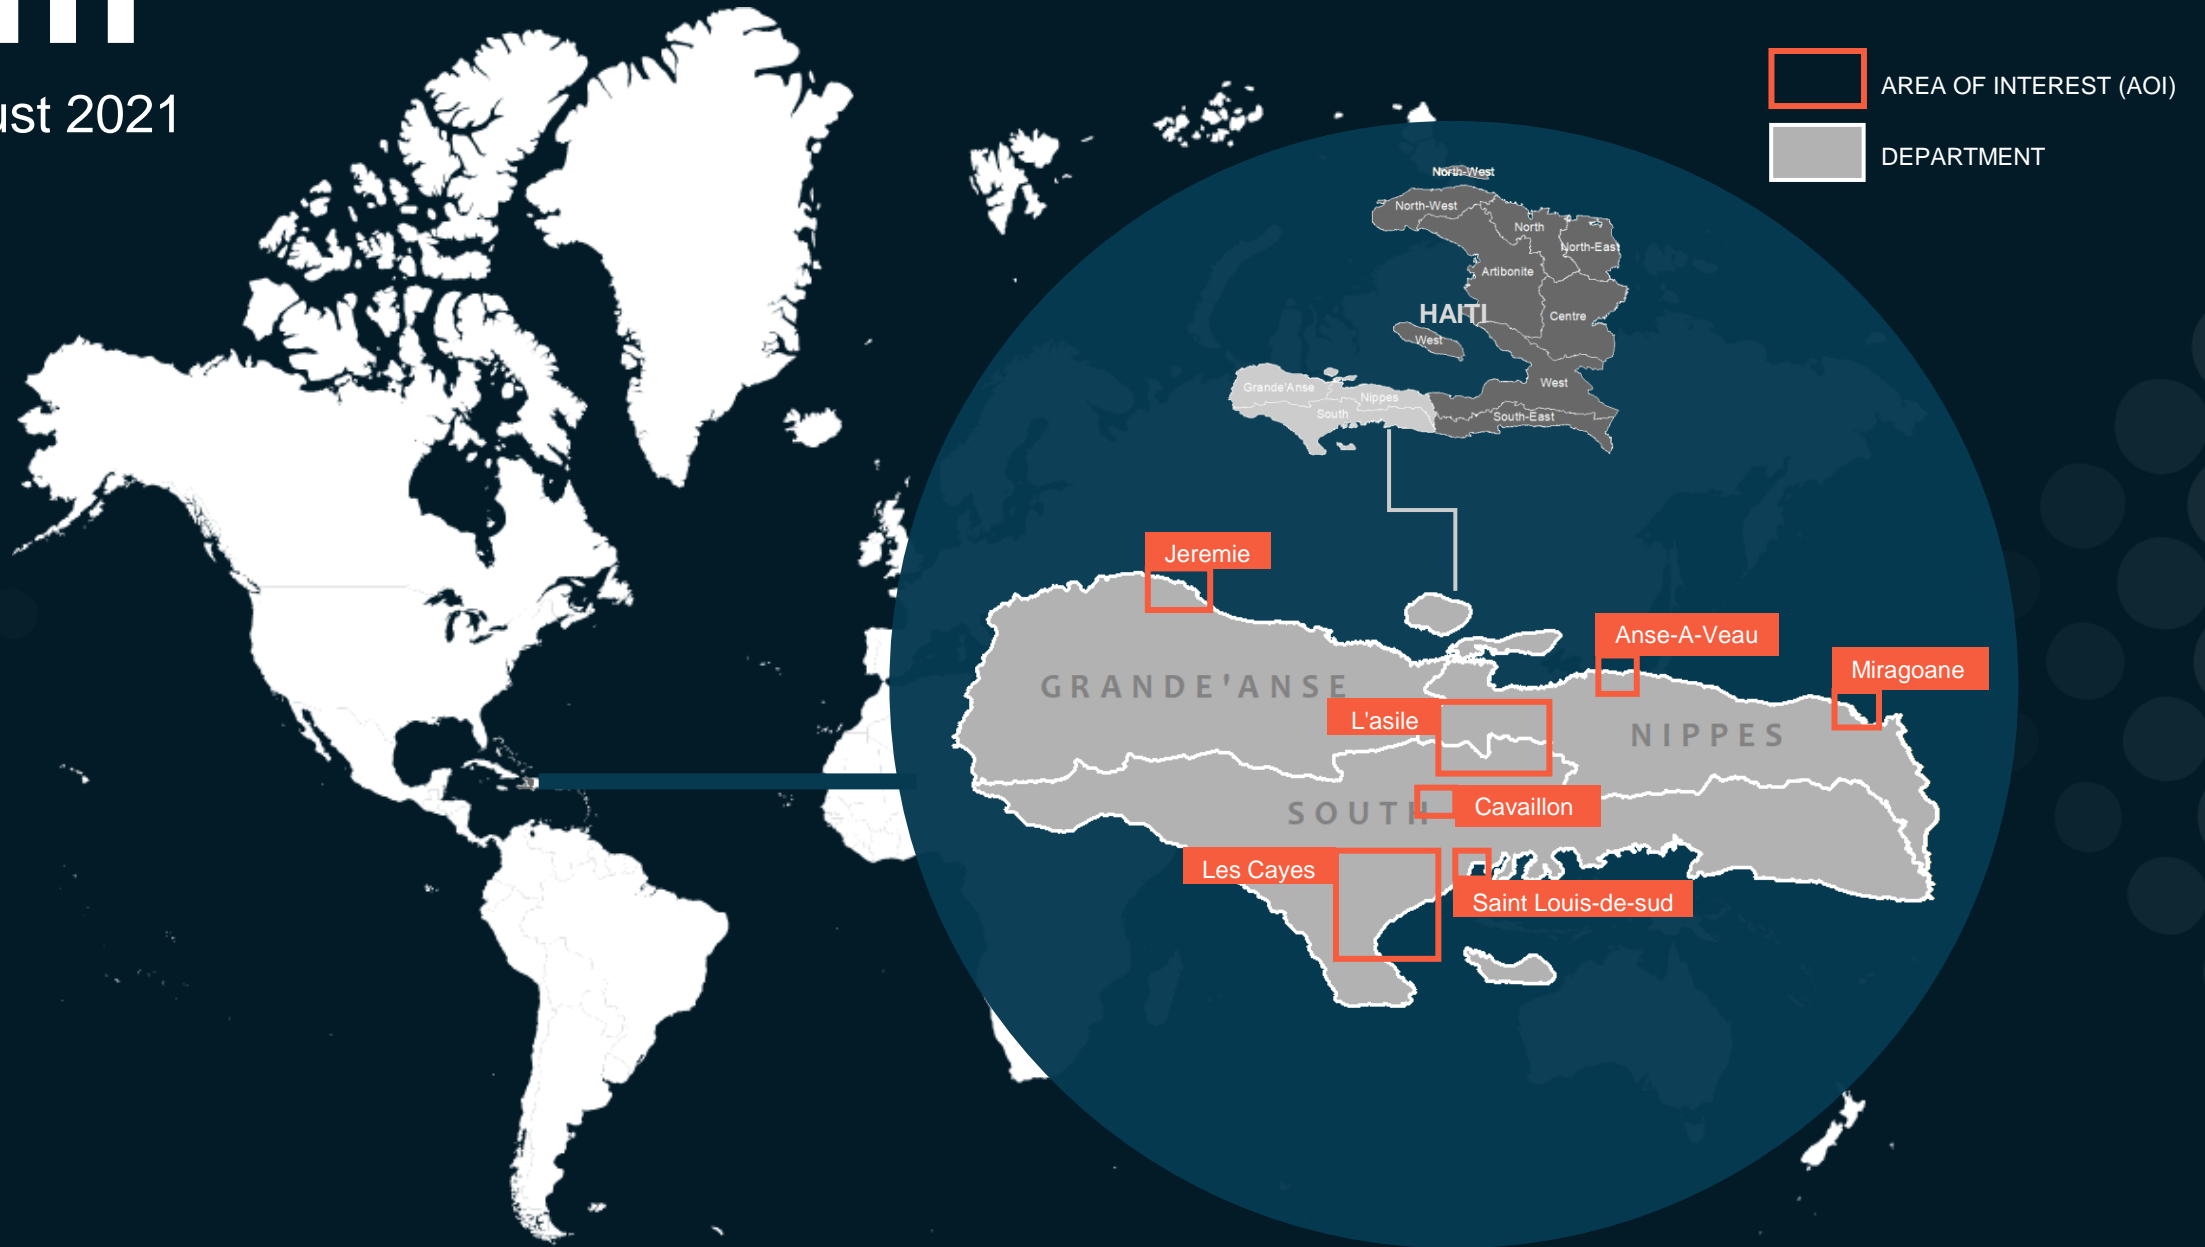 2021
AREA OF INTEREST (AOI)
DEPARTMENT
North-West
North-West
North
North-East
Artibonite
HAITI
Centre
West
West
Grande'Anse
Nippes
South
South-East
Jeremie
Anse-A-Veau
Miragoane
GRANDE'ANSE
L'asile
NIPPES
SOUTH
Cavaillon
Les Cayes
Saint Louis-de-sud